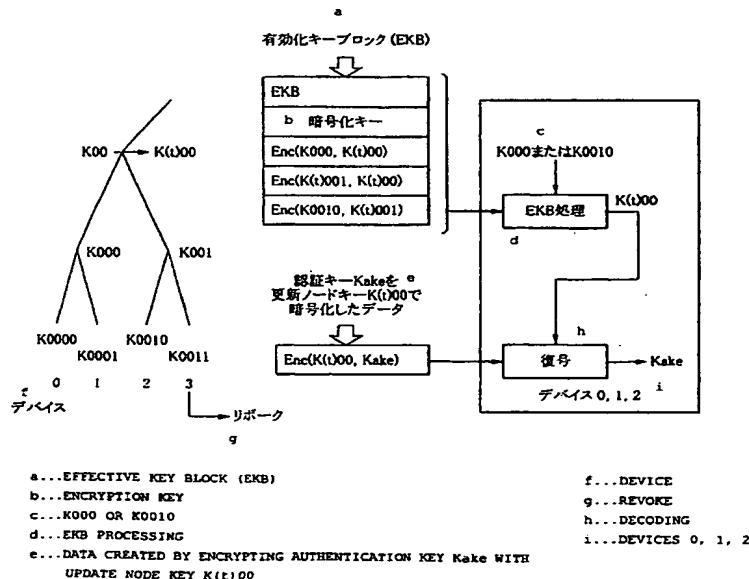 a
有効化キーブロック(EKB)
EKB
b 暗号化キー
Enc(K000, K(t)00)
Enc(K(t)001, K(t)00)
Enc(K0010, K(t)001)
K00
K(t)00
K000
K001
K0000
K0001
K0010
K0011
0
1
2
3
f
デバイス
リボーク
g
c
K000またはK0010
EKB処理
K(t)00
d
認証キーKakeを
e
更新ノードキーK(t)00で
暗号化したデータ
Enc(K(t)00, Kake)
h
復号
Kake
i
デバイス 0, 1, 2
a...EFFECTIVE KEY BLOCK (EKB)
b...ENCRYPTION KEY
c...K000 OR K0010
d...EKB PROCESSING
e...DATA CREATED BY ENCRYPTING AUTHENTICATION KEY Kake WITH
UPDATE NODE KEY K(t)00
f...DEVICE
g...REVOKE
h...DECODING
i...DEVICES 0, 1, 2